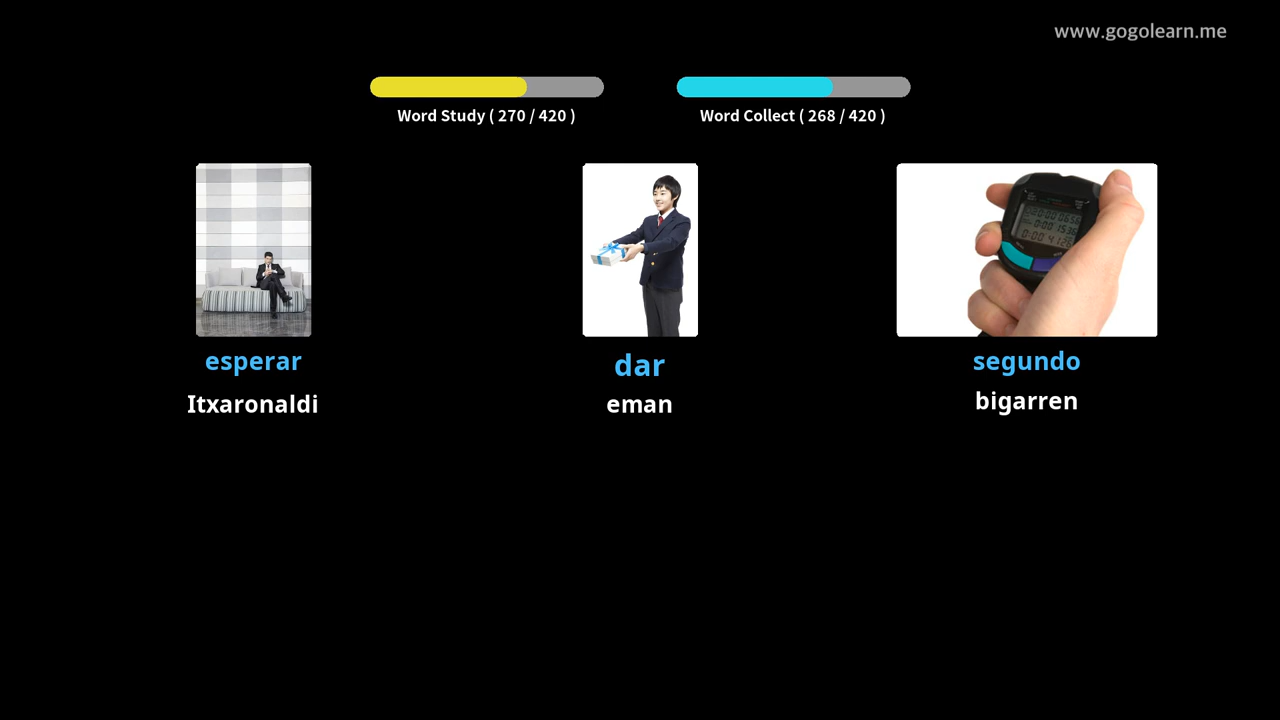 www.gogolearn.me
Word Study ( 270 / 420 )
Word Collect ( 268 / 420 )
esperar
Itxaronaldi
dar
eman
segundo
bigarren